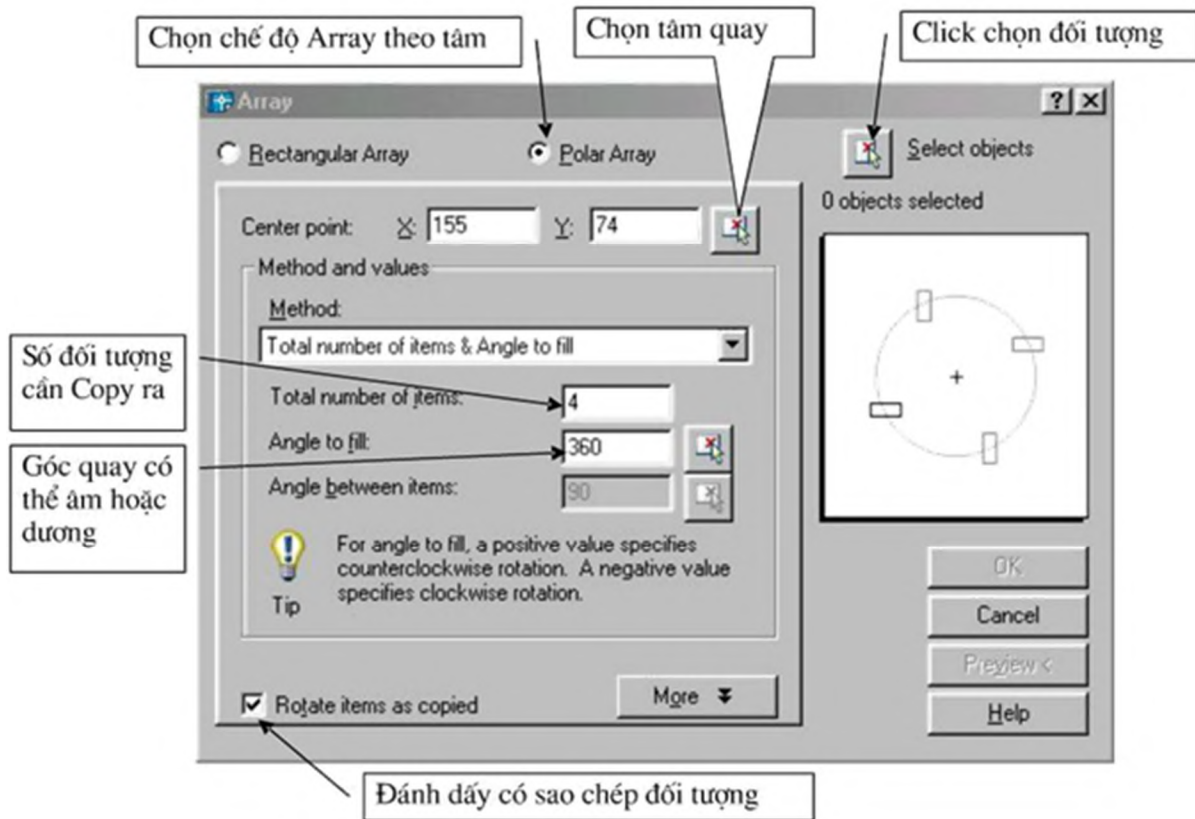 Chọn chế độ Array theo tâm
Chọn tâm quay
Click chọn đối tượng
Array
Rectangular Array
Polar Array
Select objects
0 objects selected
Center point: X: 155 Y: 74
Method and values
Method:
Total number of items & Angle to fill
Số đối tượng
cần Copy ra
Total number of items: 4
Angle to fill: 360
Góc quay có
thể âm hoặc
dương
Angle between items: 90
Tip
For angle to fill, a positive value specifies
counterclockwise rotation. A negative value
specifies clockwise rotation.
OK
Cancel
Preview <
Help
Rotate items as copied
More
Đánh dấy có sao chép đối tượng